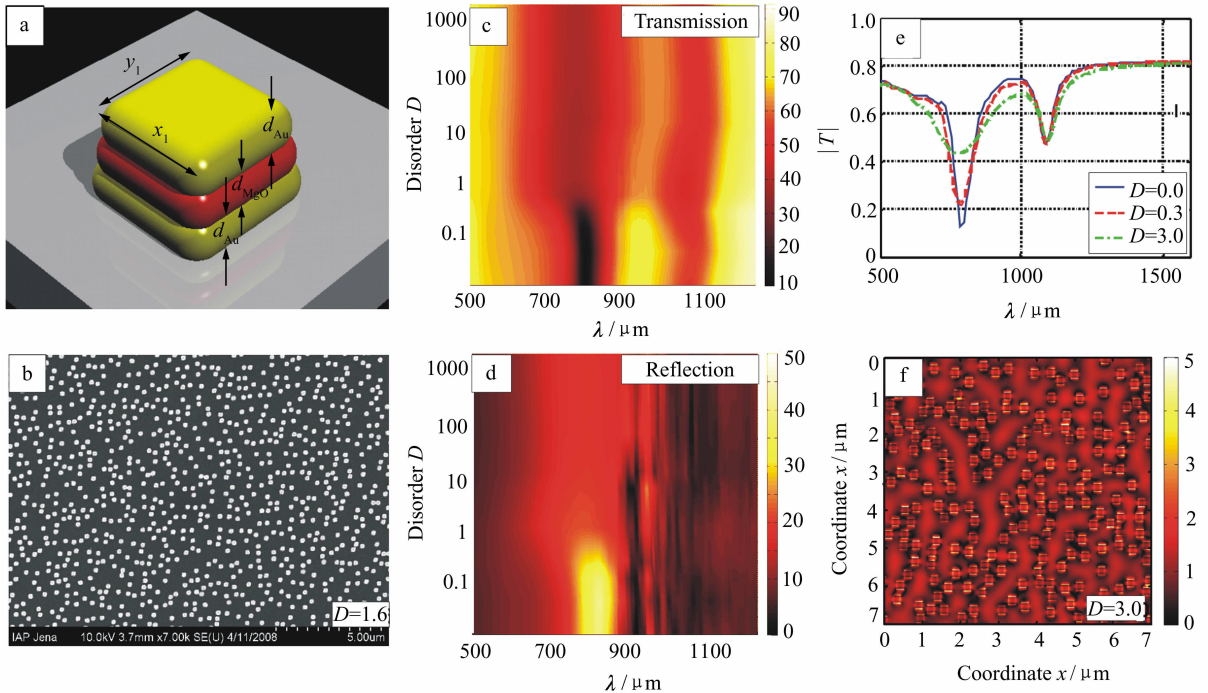 a
y1
x1
dAu
dMgO
dAu
b
D=1.6
IAP Jena 10.0kV 3.7mm x7.00k SE(U) 4/11/2008 5.00um
c
Transmission
Disorder D
1000
100
10
1
0.1
500 700 900 1100
λ / μm
90
80
70
60
50
40
30
20
10
d
Reflection
Disorder D
1000
100
10
1
0.1
500 700 900 1100
λ / μm
50
40
30
20
10
0
e
|T|
1.0
0.8
0.6
0.4
0.2
0
D=0.0
D=0.3
D=3.0
500 1000 1500
λ / μm
f
Coordinate x / μm
0
1
2
3
4
5
6
7
D=3.0
0 1 2 3 4 5 6 7
Coordinate x / μm
5
4
3
2
1
0